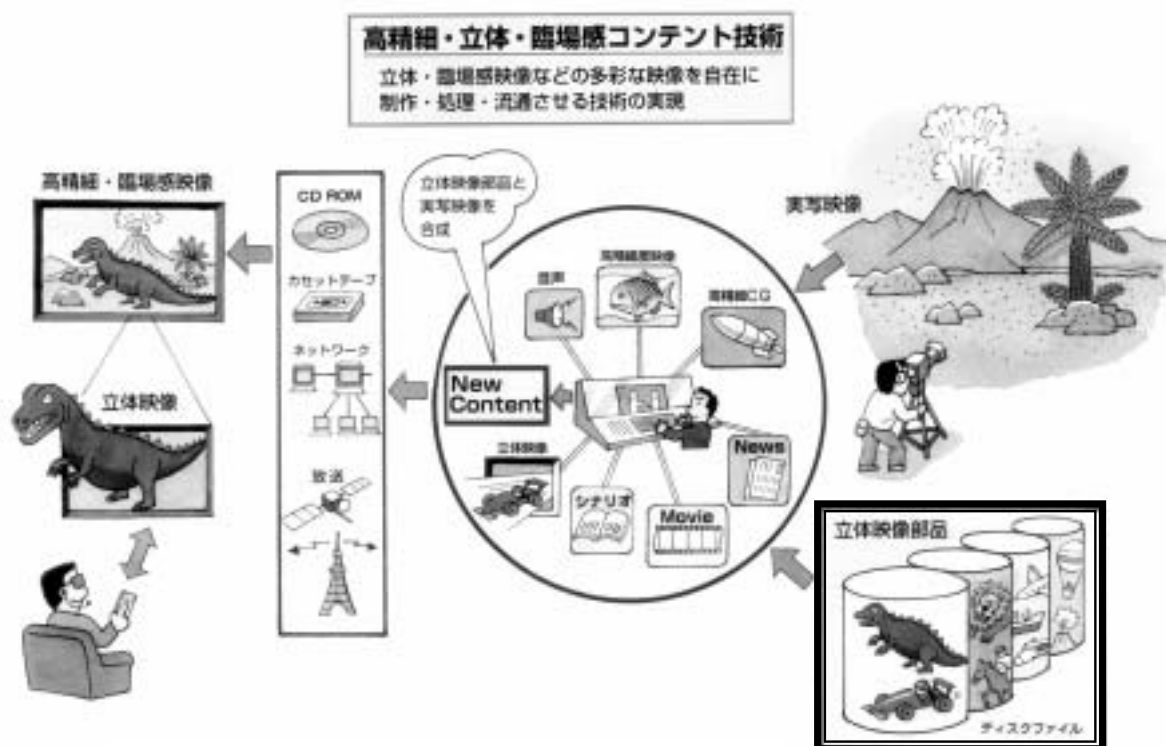 高精細・立体・臨場感コンテント技術
立体・臨場感映像などの多彩な映像を自在に
制作・処理・流通させる技術の実現
高精細・臨場感映像
立体映像
CD ROM
カセットテープ
ネットワーク
放送
立体映像部品と
実写映像を
合成
音声
高精細感映像
高精細CG
New
Content
立体映像
シナリオ
Movie
News
実写映像
立体映像部品
ディスクファイル